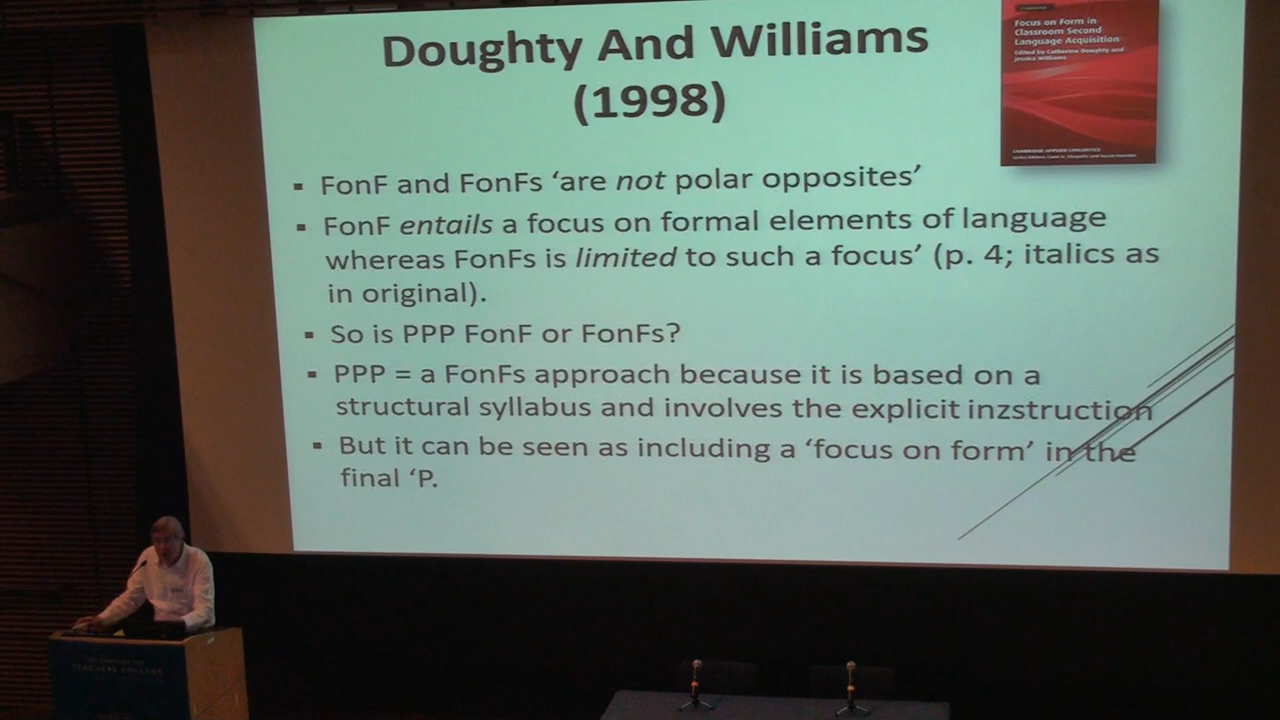 Doughty And Williams
(1998)
Focus on Form in
Classroom Second
Language Acquisition
Edited by Catherine Doughty and
Jessica Williams
CAMBRIDGE APPLIED LINGUISTICS
▪ FonF and FonFs ‘are not polar opposites’
▪ FonF entails a focus on formal elements of language
whereas FonFs is limited to such a focus’ (p. 4; italics as
in original).
▪ So is PPP FonF or FonFs?
▪ PPP = a FonFs approach because it is based on a
structural syllabus and involves the explicit inzstruction
▪ But it can be seen as including a ‘focus on form’ in the
final ‘P.
TEACHERS COLLEGE